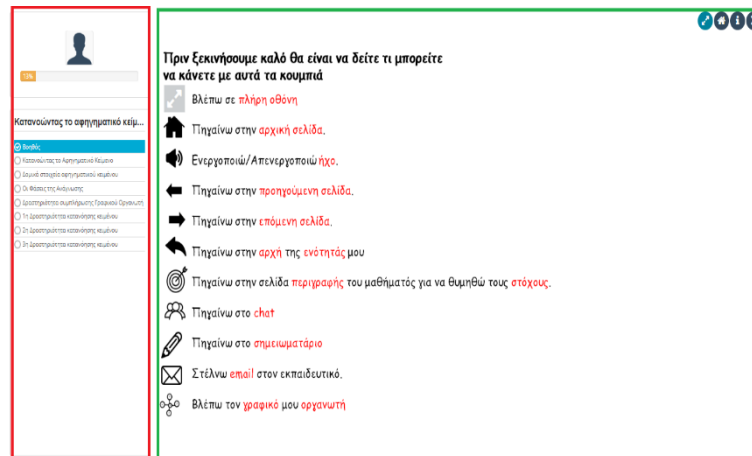 13%
Κατανοώντας το αφηγηματικό κείμ...
Βοηθός
Κατανοώντας το Αφηγηματικό Κείμενο
Δομικά στοιχεία αφηγηματικού κειμένου
Οι Φάσεις της Ανάγνωσης
Δραστηριότητα συμπλήρωσης Γραφικού Οργανωτή
1η Δραστηριότητα κατανόησης κειμένου
2η Δραστηριότητα κατανόησης κειμένου
3η Δραστηριότητα κατανόησης κειμένου
Πριν ξεκινήσουμε καλό θα είναι να δείτε τι μπορείτε
να κάνετε με αυτά τα κουμπιά
Βλέπω σε πλήρη οθόνη
Πηγαίνω στην αρχική σελίδα.
Ενεργοποιώ/Απενεργοποιώ ήχο.
Πηγαίνω στην προηγούμενη σελίδα.
Πηγαίνω στην επόμενη σελίδα.
Πηγαίνω στην αρχή της ενότητάς μου
Πηγαίνω στην σελίδα περιγραφής του μαθήματός για να θυμηθώ τους στόχους.
Πηγαίνω στο chat
Πηγαίνω στο σημειωματάριο
Στέλνω email στον εκπαιδευτικό.
Βλέπω τον γραφικό μου οργανωτή